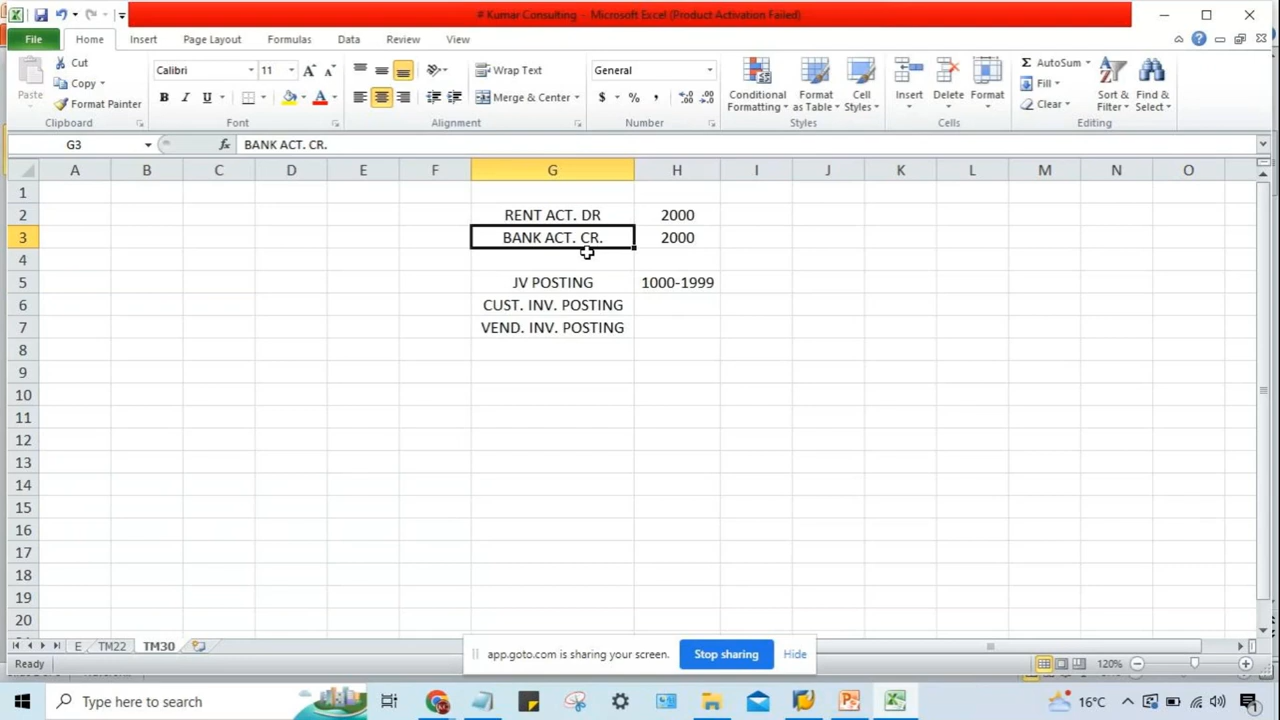 # Kumar Consulting - Microsoft Excel (Product Activation Failed)
File Home Insert Page Layout Formulas Data Review View
Paste Cut Copy Format Painter Clipboard
Calibri 11 A A B I U A Font
Wrap Text Merge & Center Alignment
General $ % , Number
Conditional Formatting Format as Table Cell Styles Styles
Insert Delete Format Cells
Σ AutoSum Fill Clear Sort & Filter Find & Select Editing
G3 fx BANK ACT. CR.
A B C D E F G H I J K L M N O
1
2 RENT ACT. DR 2000
3 BANK ACT. CR. 2000
4
5 JV POSTING 1000-1999
6 CUST. INV. POSTING
7 VEND. INV. POSTING
8
9
10
11
12
13
14
15
16
17
18
19
20
E TM22 TM30
app.goto.com is sharing your screen. Stop sharing Hide
Ready 120%
Type here to search 16°C 1